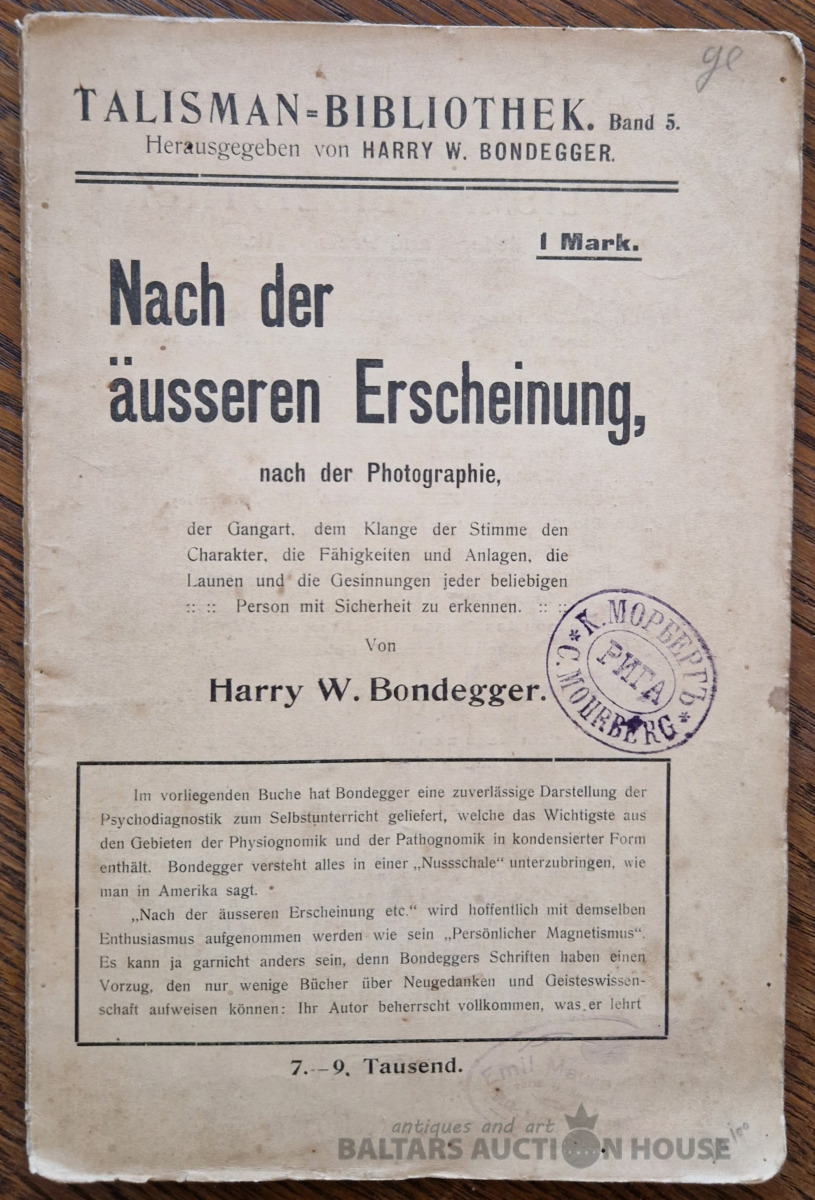 ge
TALISMAN=BIBLIOTHEK. Band 5.
Herausgegeben von HARRY W. BONDEGGER.
1 Mark.
Nach der
äusseren Erscheinung,
nach der Photographie,
der Gangart, dem Klange der Stimme den
Charakter, die Fähigkeiten und Anlagen, die
Launen und die Gesinnungen jeder beliebigen
:: :: Person mit Sicherheit zu erkennen. :: ::
Von
Harry W. Bondegger.
К. МОРБЕРГЪ
РИГА
C. MOURBERG
Im vorliegenden Buche hat Bondegger eine zuverlässige Darstellung der
Psychodiagnostik zum Selbstunterricht geliefert, welche das Wichtigste aus
den Gebieten der Physiognomik und der Pathognomik in kondensierter Form
enthält. Bondegger versteht alles in einer „Nussschale“ unterzubringen, wie
man in Amerika sagt.
„Nach der äusseren Erscheinung etc.“ wird hoffentlich mit demselben
Enthusiasmus aufgenommen werden wie sein „Persönlicher Magnetismus“.
Es kann ja garnicht anders sein, denn Bondeggers Schriften haben einen
Vorzug, den nur wenige Bücher über Neugedanken und Geisteswissen-
schaft aufweisen können: Ihr Autor beherrscht vollkommen, was er lehrt
7.—9. Tausend.
Emil
antiques and art
BALTARS AUCTION HOUSE